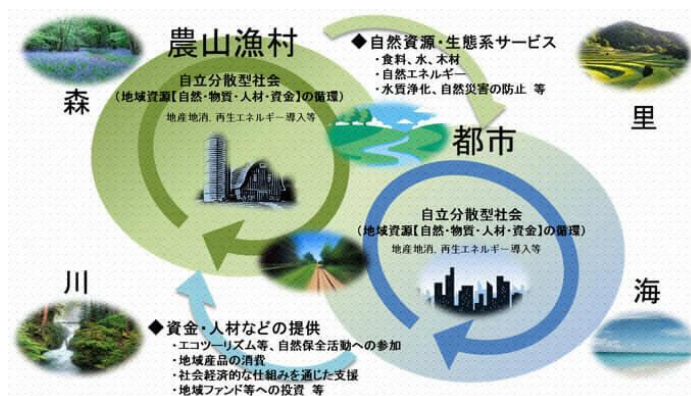 農山漁村
森
自立分散型社会
（地域資源【自然・物質・人材・資金】の循環）
地産地消、再生エネルギー導入等
◆自然資源・生態系サービス
・食料、水、木材
・自然エネルギー
・水質浄化、自然災害の防止 等
里
都市
自立分散型社会
（地域資源【自然・物質・人材・資金】の循環）
地産地消、再生エネルギー導入等
川
◆資金・人材などの提供
・エコツーリズム等、自然保全活動への参加
・地域産品の消費
・社会経済的な仕組みを通じた支援
・地域ファンド等への投資 等
海